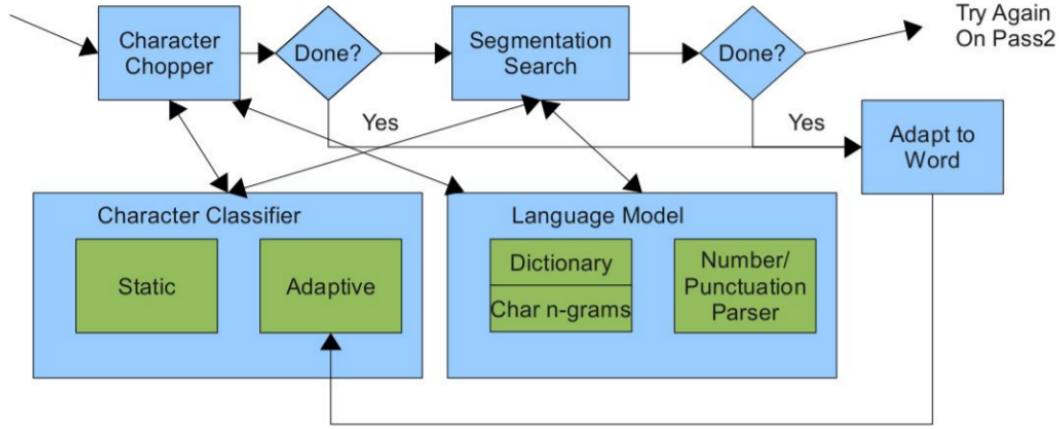 Character
Chopper
Done?
Segmentation
Search
Done?
Try Again
On Pass2
Yes
Yes
Adapt to
Word
Character Classifier
Static
Adaptive
Language Model
Dictionary
Char n-grams
Number/
Punctuation
Parser